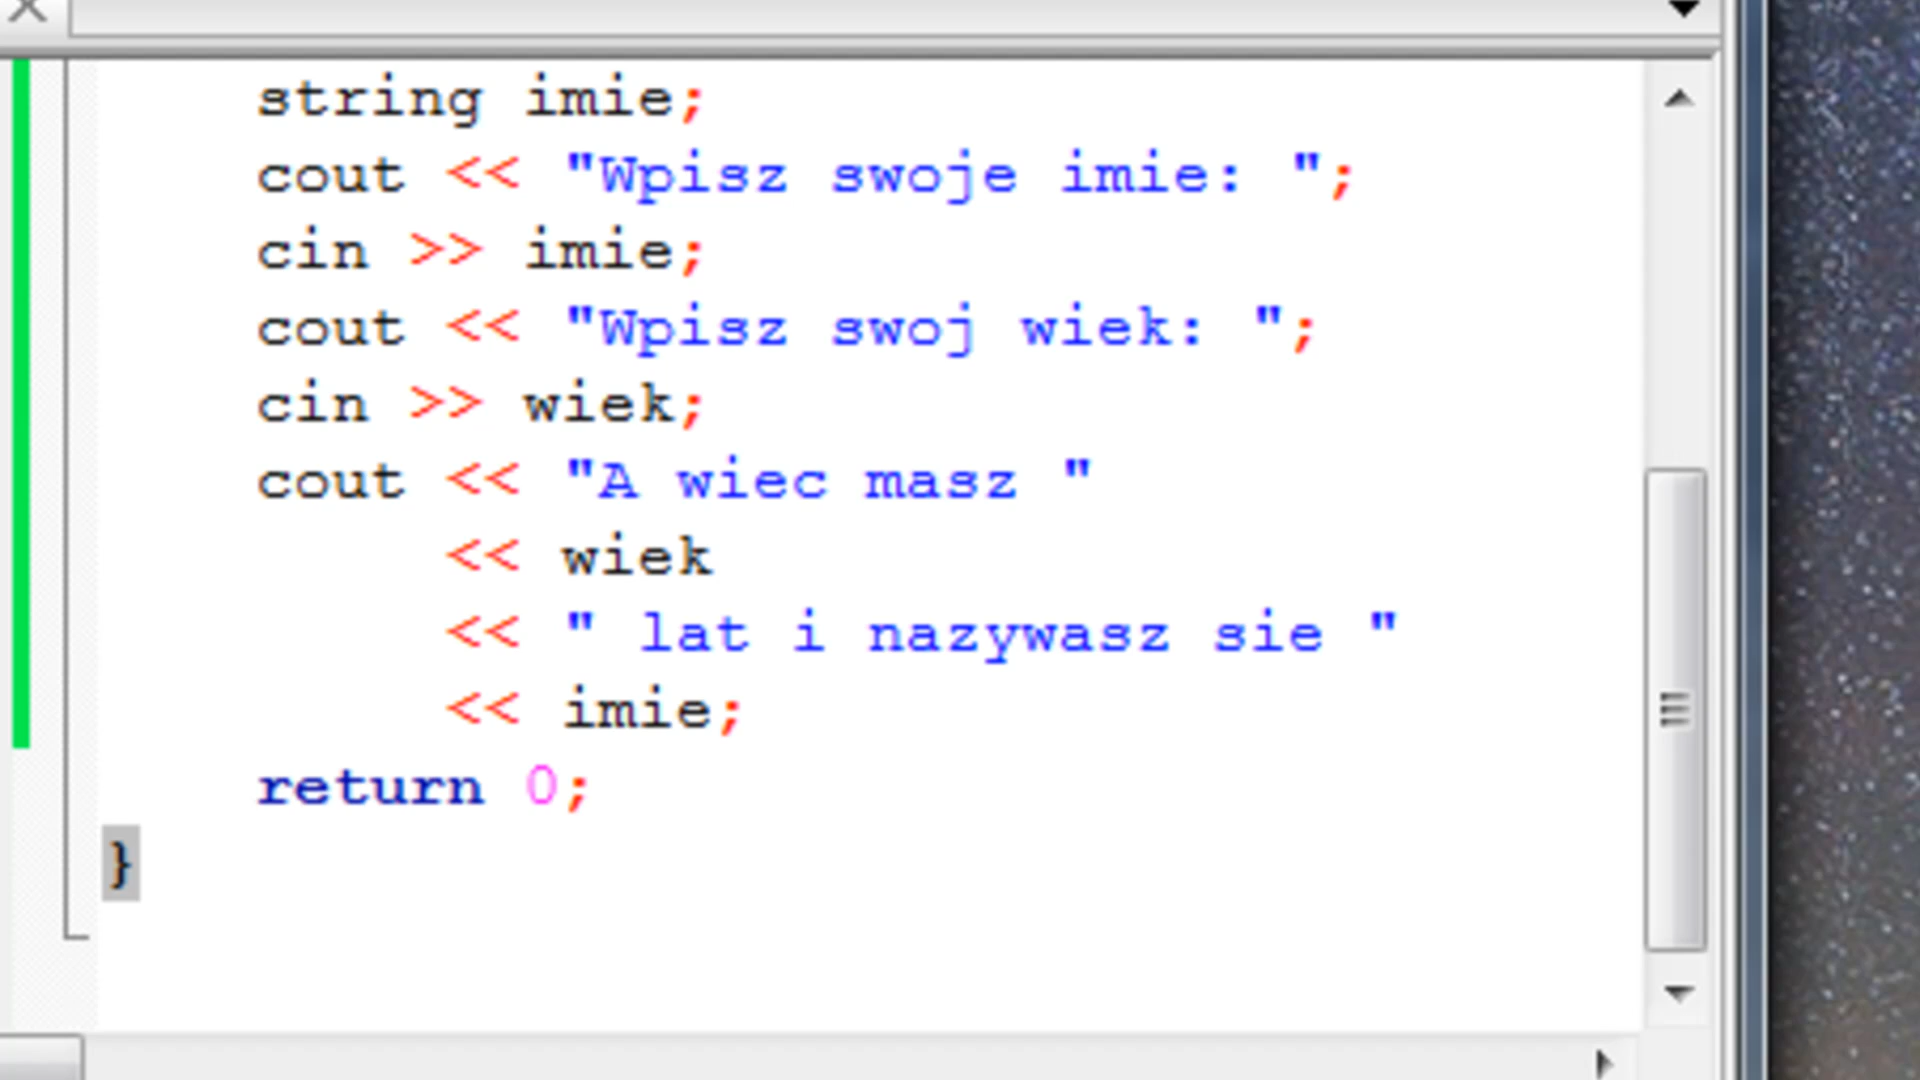 string imie;
cout << "Wpisz swoje imie: ";
cin >> imie;
cout << "Wpisz swoj wiek: ";
cin >> wiek;
cout << "A wiec masz "
<< wiek
<< " lat i nazywasz sie "
<< imie;
return 0;
}